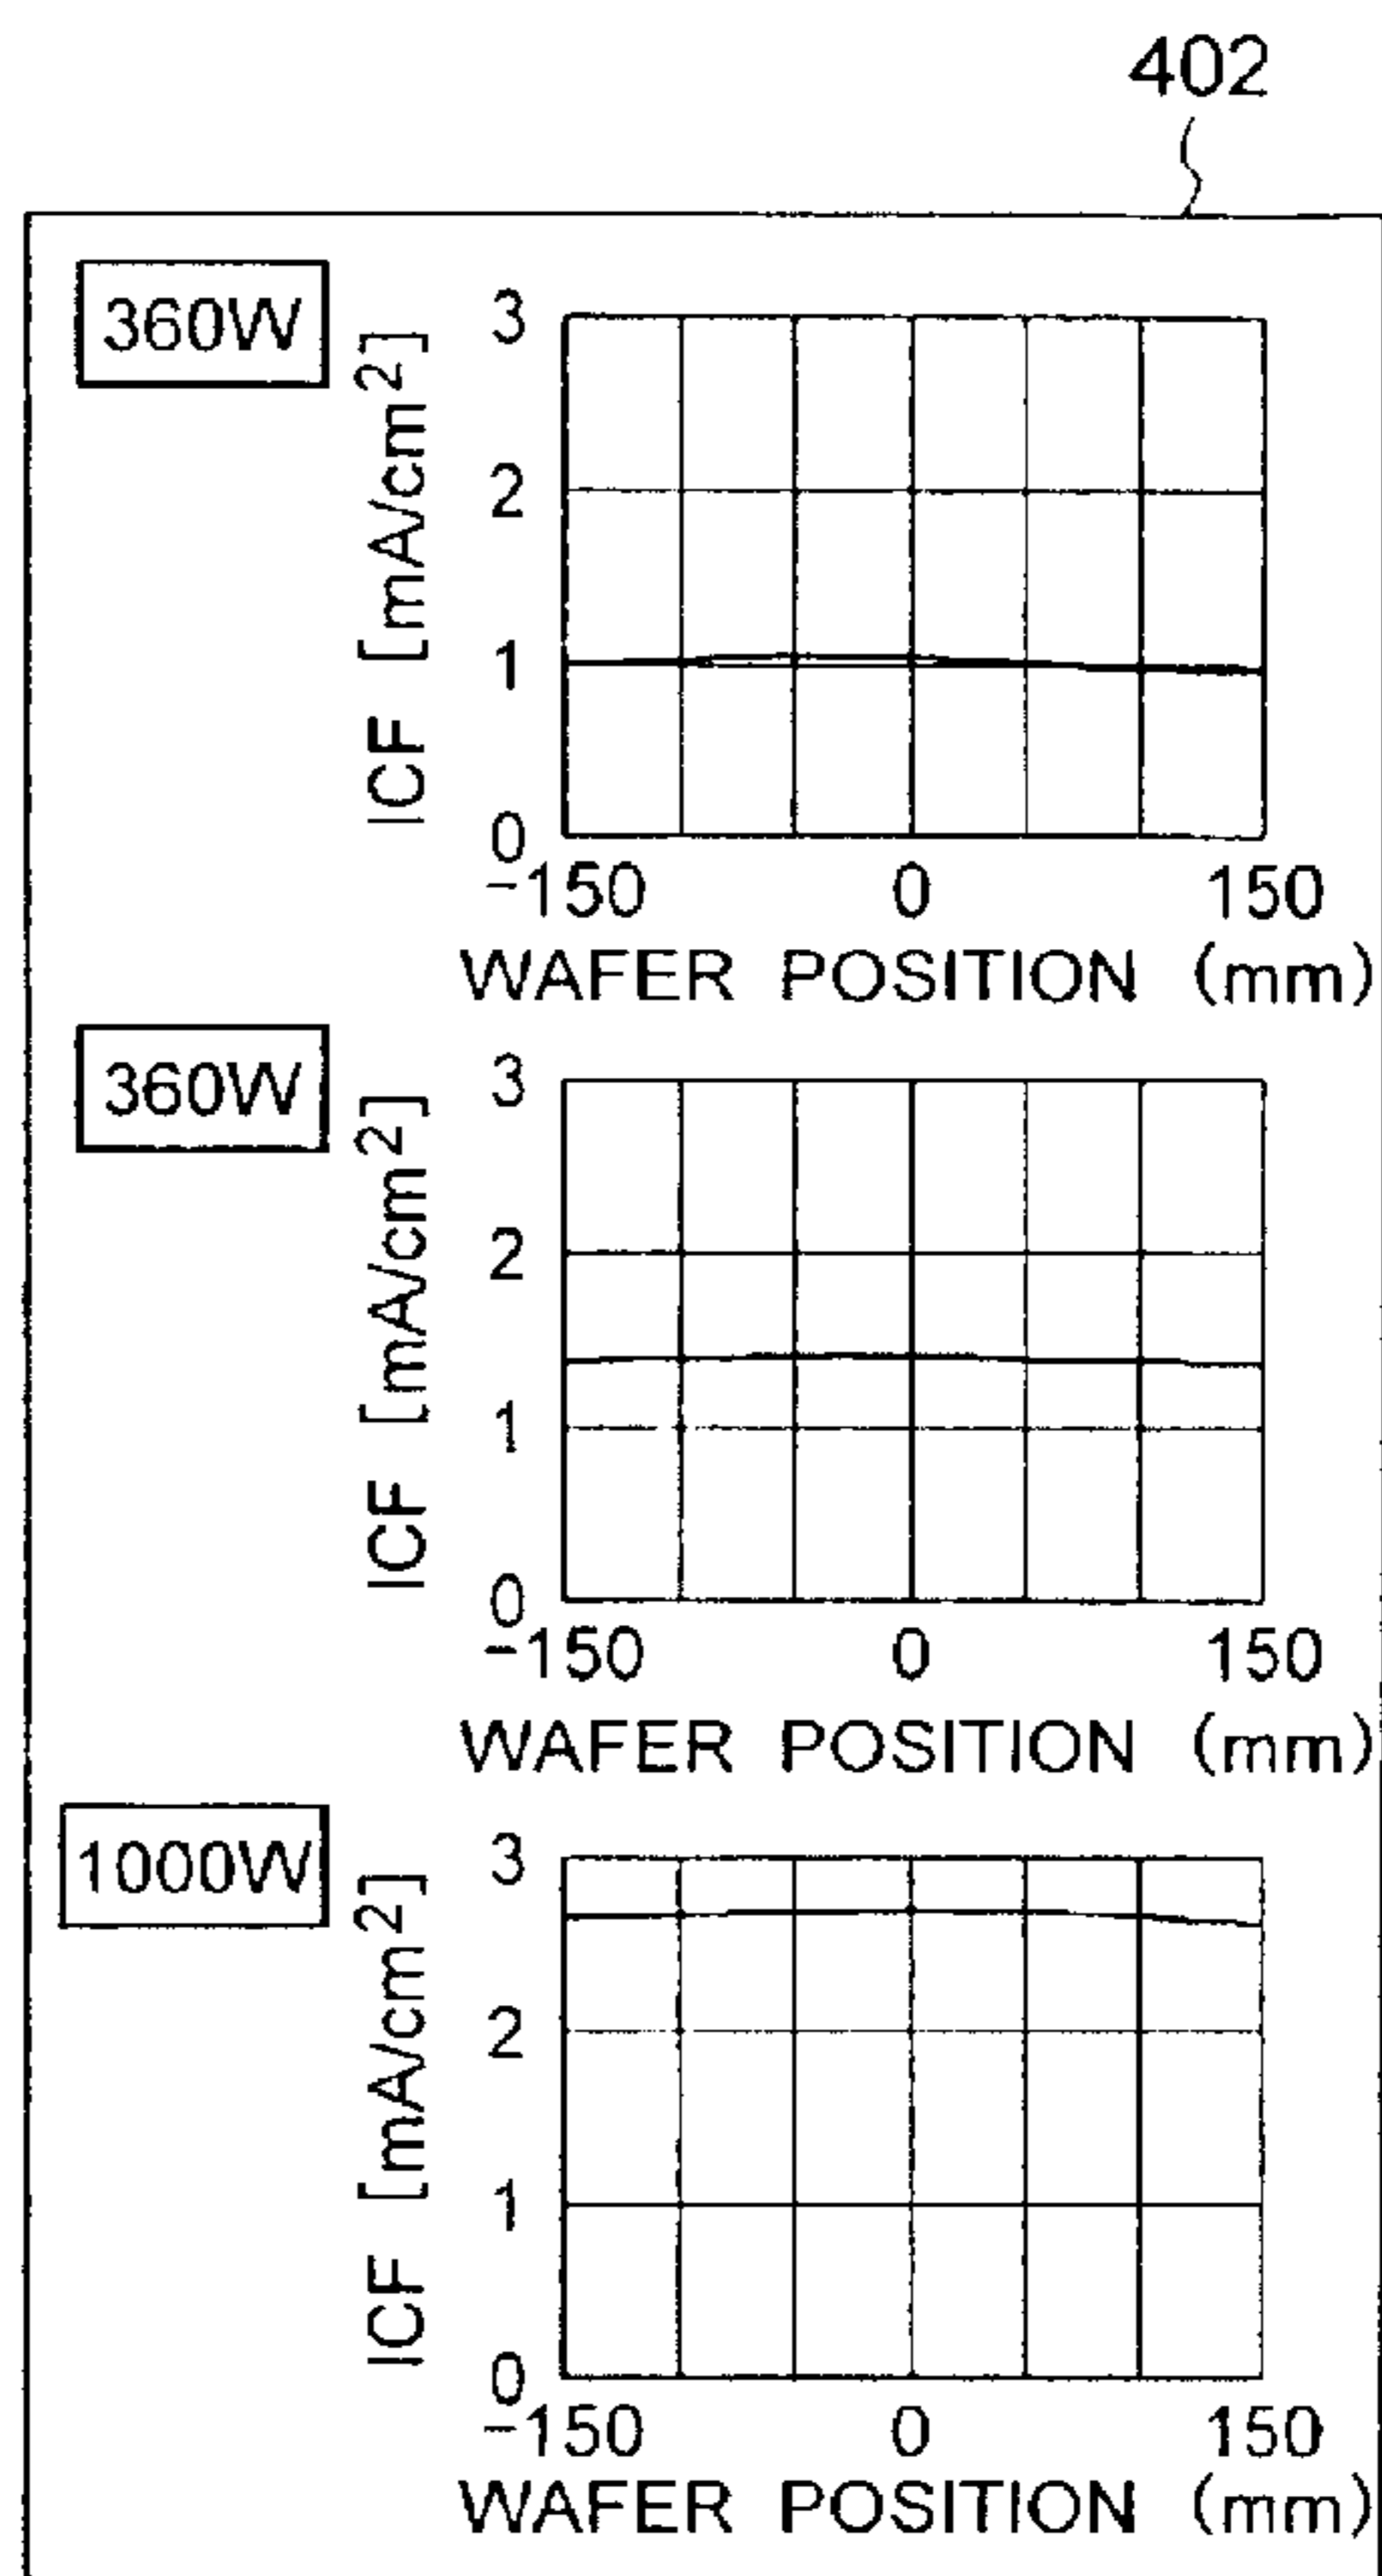 402
360W
ICF [mA/cm²]
3
2
1
0
-150 0 150
WAFER POSITION (mm)
360W
ICF [mA/cm²]
3
2
1
0
-150 0 150
WAFER POSITION (mm)
1000W
ICF [mA/cm²]
3
2
1
0
-150 0 150
WAFER POSITION (mm)